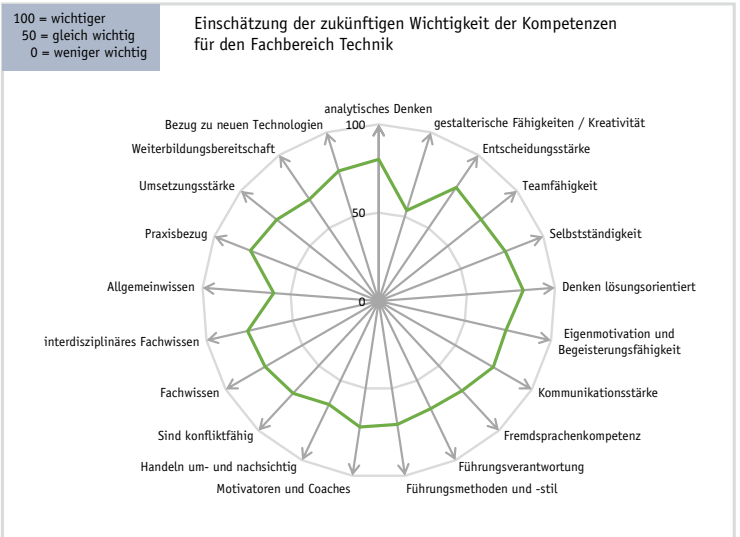 100 = wichtiger
50 = gleich wichtig
0 = weniger wichtig
Einschätzung der zukünftigen Wichtigkeit der Kompetenzen
für den Fachbereich Technik
analytisches Denken
100
50
0
gestalterische Fähigkeiten / Kreativität
Entscheidungsstärke
Teamfähigkeit
Selbstständigkeit
Denken lösungsorientiert
Eigenmotivation und
Begeisterungsfähigkeit
Kommunikationsstärke
Fremdsprachenkompetenz
Führungsverantwortung
Führungsmethoden und -stil
Motivatoren und Coaches
Handeln um- und nachsichtig
Sind konfliktfähig
Fachwissen
interdisziplinäres Fachwissen
Allgemeinwissen
Praxisbezug
Umsetzungsstärke
Weiterbildungsbereitschaft
Bezug zu neuen Technologien